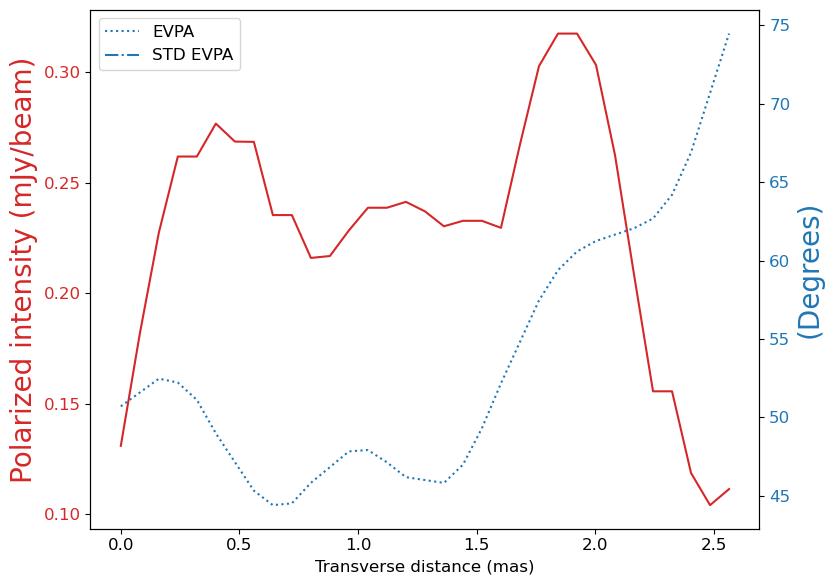 EVPA
STD EVPA
Polarized intensity (mJy/beam)
0.30
0.25
0.20
0.15
0.10
75
70
65
60
55
50
45
(Degrees)
0.0 0.5 1.0 1.5 2.0 2.5
Transverse distance (mas)